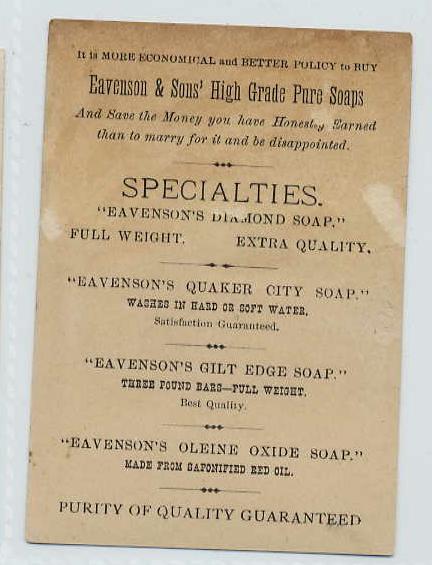 It is MORE ECONOMICAL and BETTER POLICY to BUY
Eavenson & Sons' High Grade Pure Soaps
And Save the Money you have Honestly Earned
than to marry for it and be disappointed.
SPECIALTIES.
"EAVENSON'S DIAMOND SOAP."
FULL WEIGHT. EXTRA QUALITY.
"EAVENSON'S QUAKER CITY SOAP."
WASHES IN HARD OR SOFT WATER.
Satisfaction Guaranteed.
"EAVENSON'S GILT EDGE SOAP."
THREE POUND BARS—FULL WEIGHT.
Best Quality.
"EAVENSON'S OLEINE OXIDE SOAP."
MADE FROM SAPONIFIED RED OIL.
PURITY OF QUALITY GUARANTEED